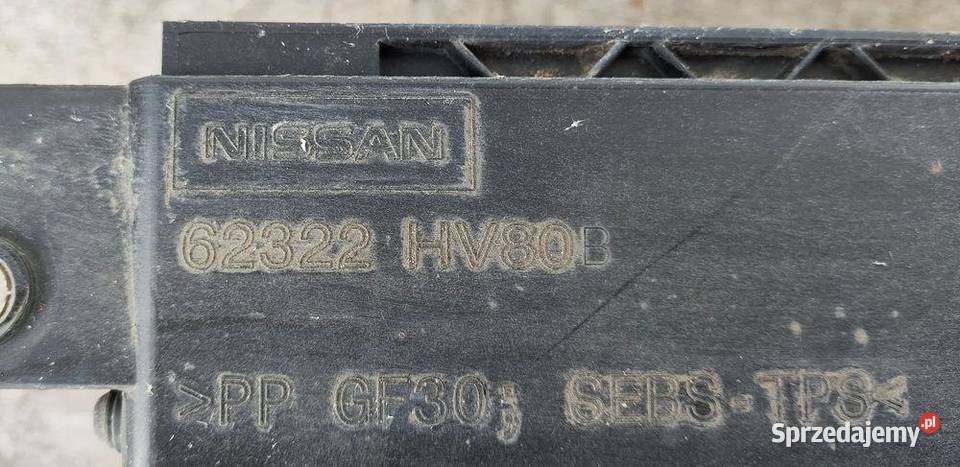 NISSAN
62322 HV80B
>PP GF30; SEBS-TPS<
Sprzedajemy.pl